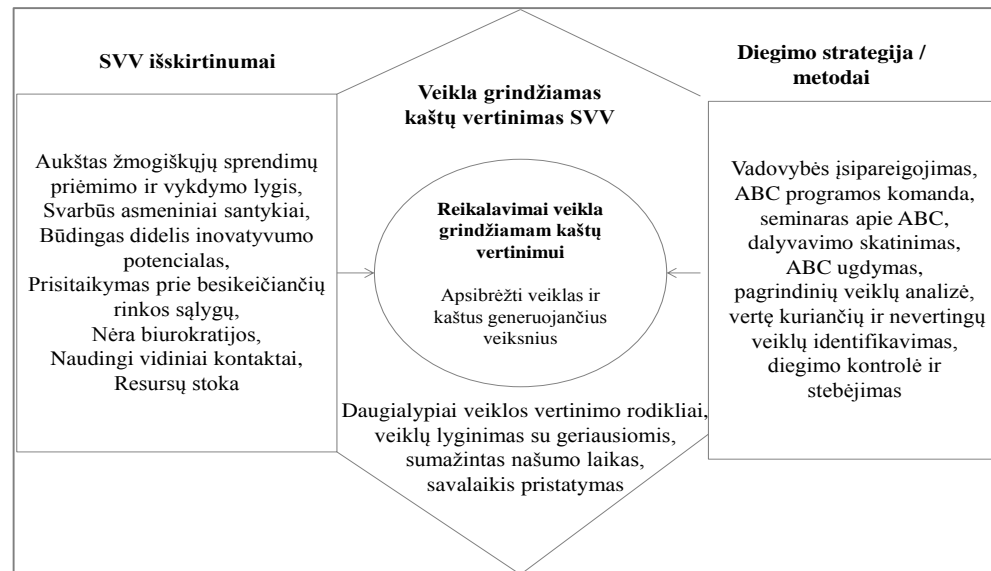 SVV išskirtinumai
Aukštas žmogiškųjų sprendimų
priėmimo ir vykdymo lygis,
Svarbūs asmeniniai santykiai,
Būdingas didelis inovatyvumo
potencialas,
Prisitaikymas prie besikeičiančių
rinkos sąlygų,
Nėra biurokratijos,
Naudingi vidiniai kontaktai,
Resursų stoka
Veikla grindžiamas
kaštų vertinimas SVV
Reikalavimai veikla
grindžiamam kaštų
vertinimui
Apsibrėžti veiklas ir
kaštus generuojančius
veiksnius
Daugialypiai veiklos vertinimo rodikliai,
veiklų lyginimas su geriausiomis,
sumažintas našumo laikas,
savalaikis pristatymas
Diegimo strategija /
metodai
Vadovybės įsipareigojimas,
ABC programos komanda,
seminaras apie ABC,
dalyvavimo skatinimas,
ABC ugdymas,
pagrindinių veiklų analizė,
vertę kuriančių ir nevertingų
veiklų identifikavimas,
diegimo kontrolė ir
stebėjimas